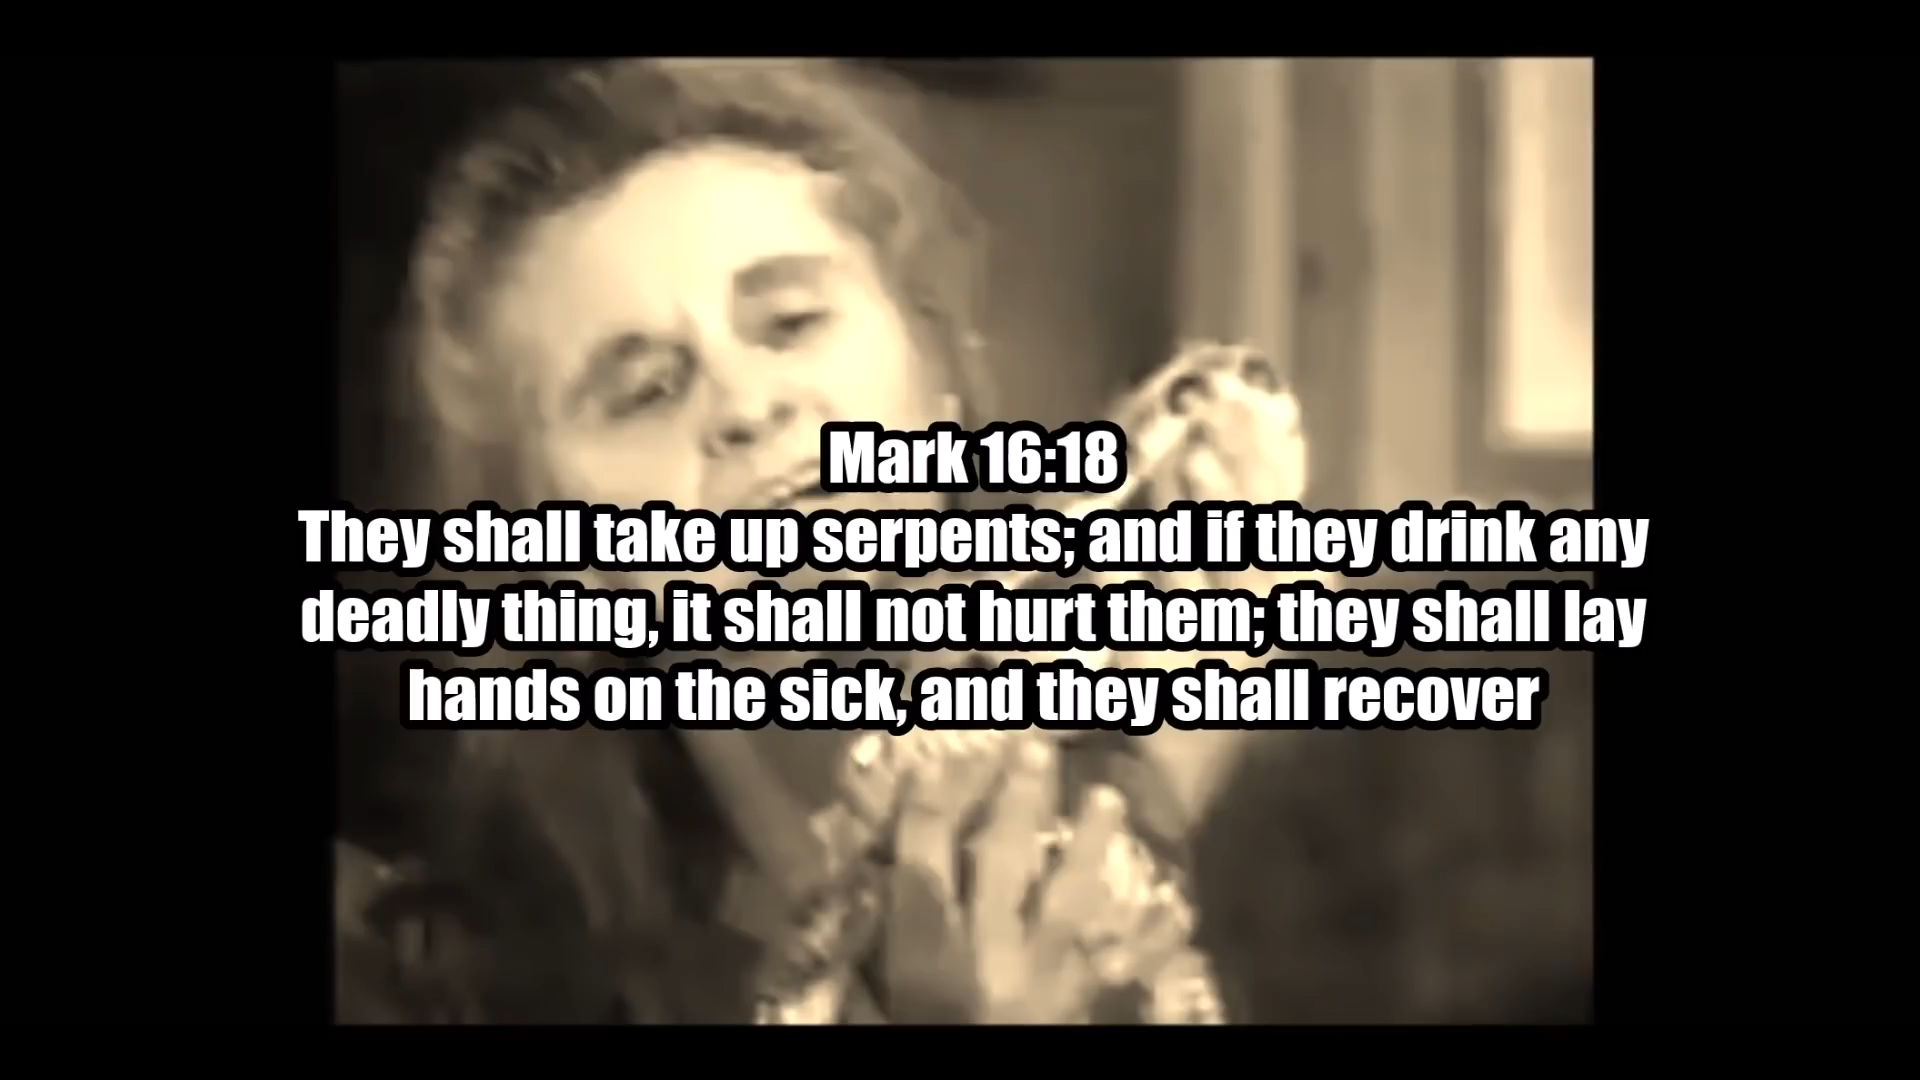 Mark 16:18
They shall take up serpents; and if they drink any
deadly thing, it shall not hurt them; they shall lay
hands on the sick, and they shall recover